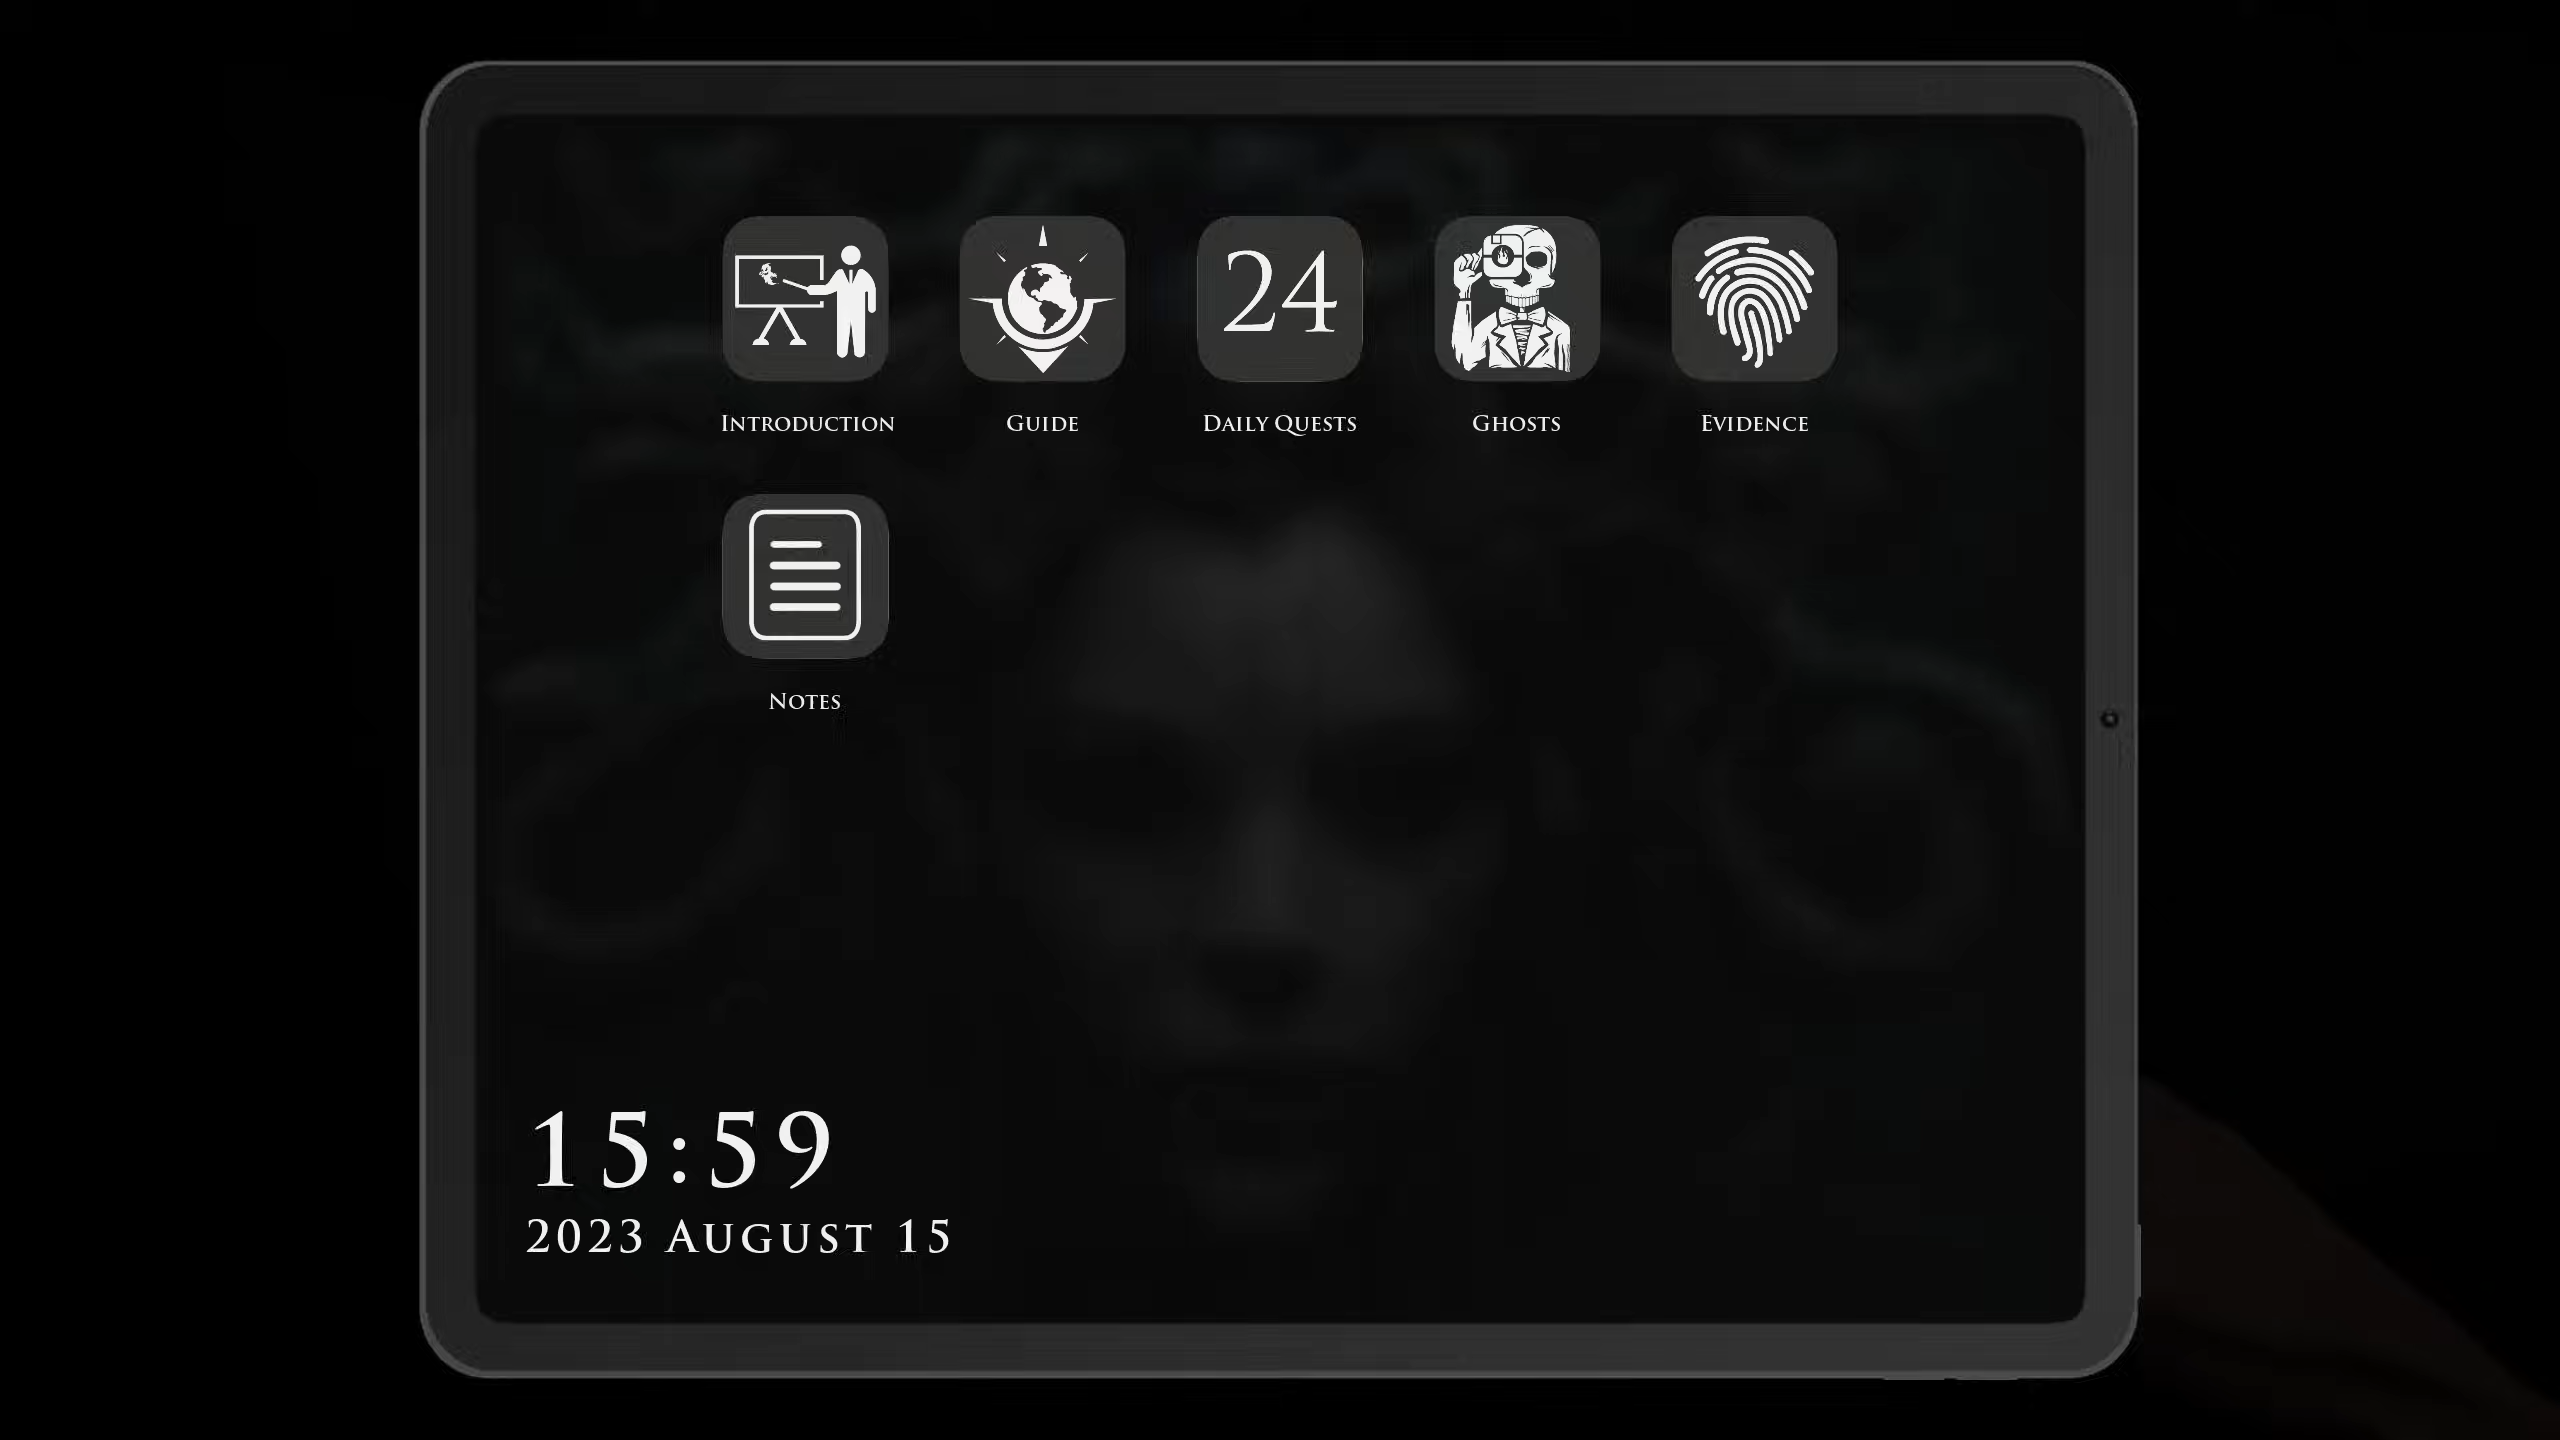 24
Introduction
Guide
Daily Quests
Ghosts
Evidence
Notes
15:59
2023 August 15